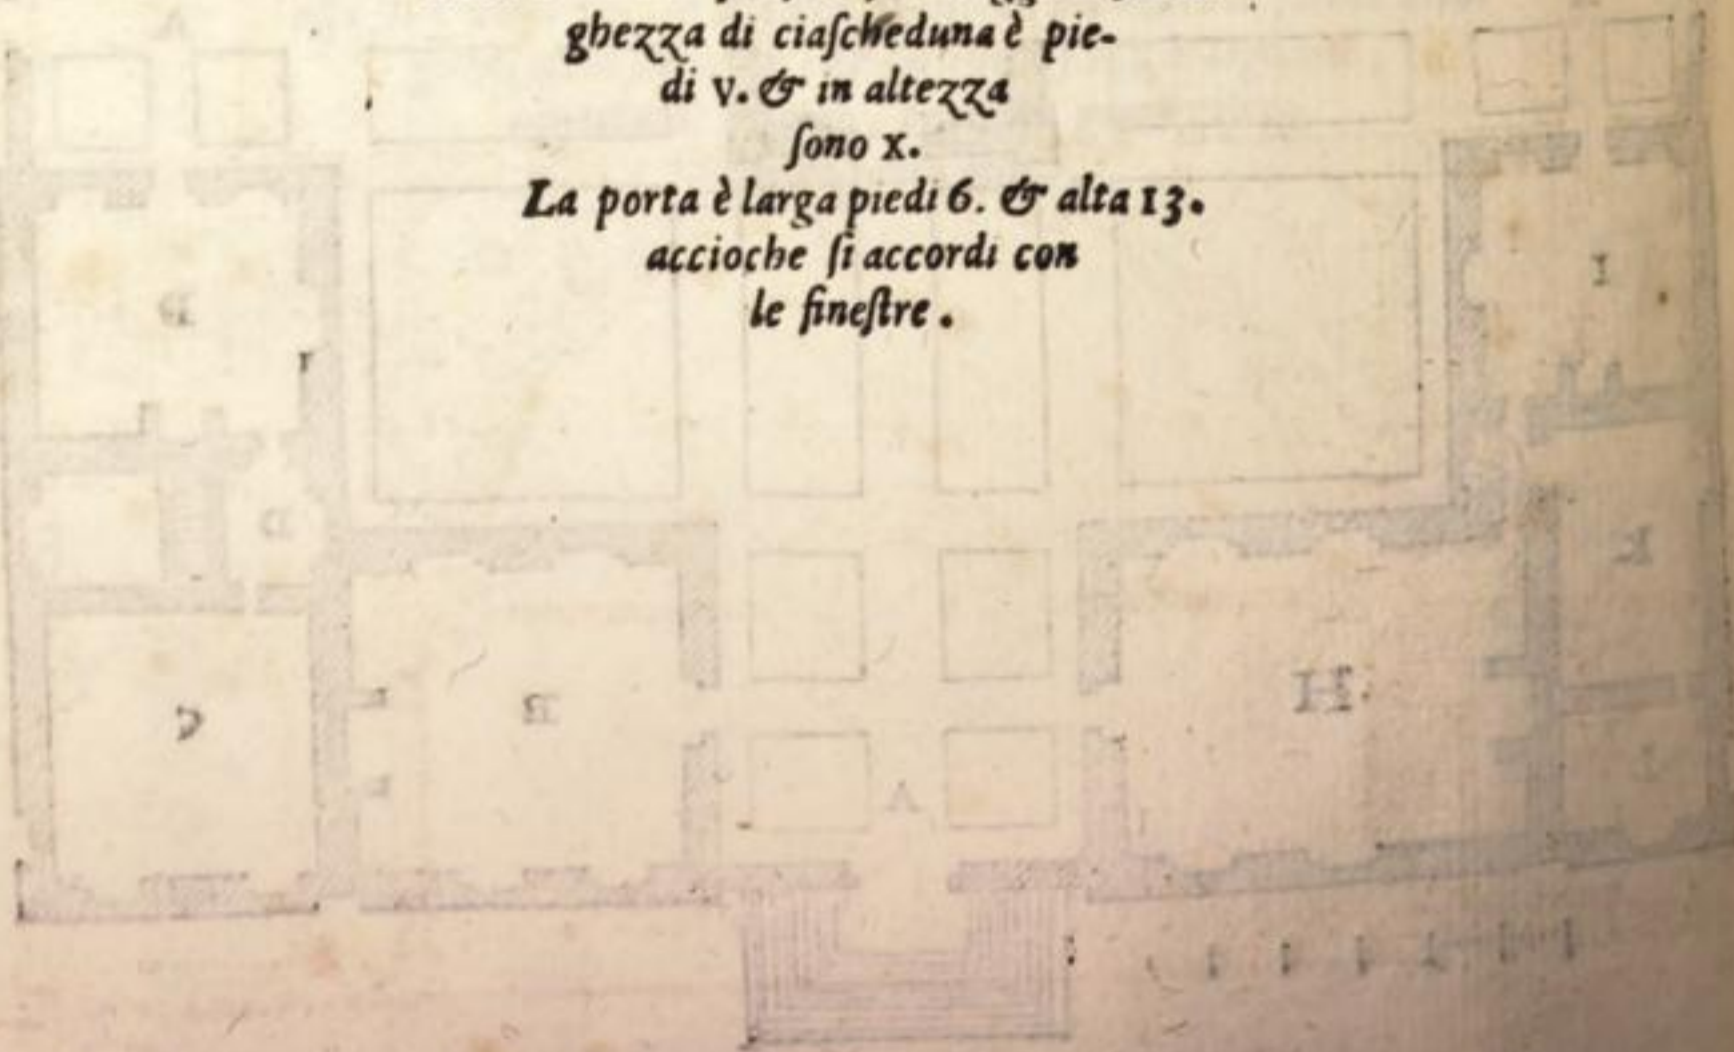 ghezza di ciaſcheduna è pie-
di v. & in altezza
ſono x.
La porta è larga piedi 6. & alta 13.
accioche ſi accordi con
le fineſtre.